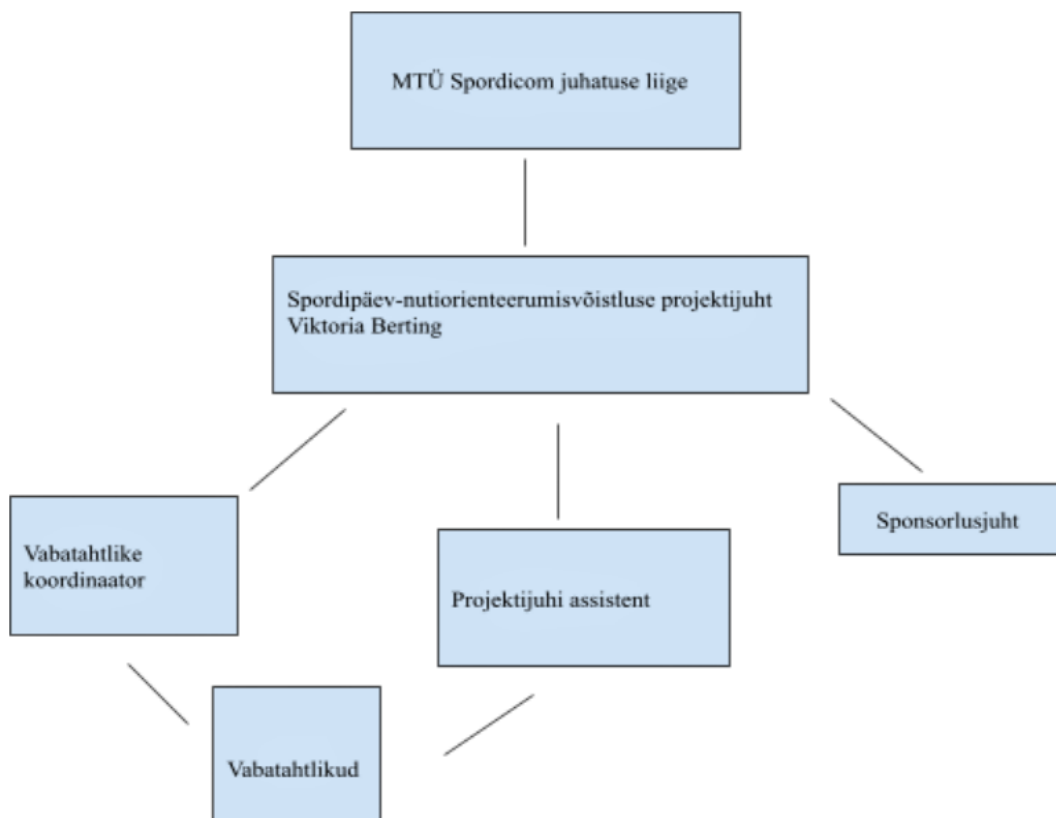 MTÜ Spordicom juhatuse liige
Spordipäev-nutiorienteerumisvõistluse projektijuht
Viktoria Berting
Vabatahtlike
koordinaator
Projektijuhi assistent
Sponsorlusjuht
Vabatahtlikud